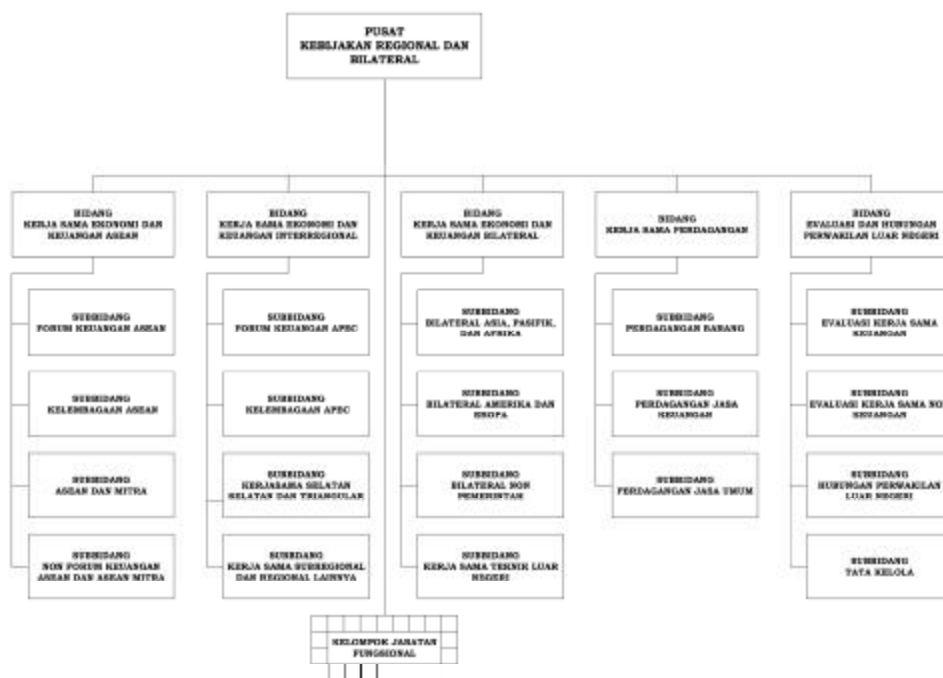 PUSAT
KEBIJAKAN REGIONAL DAN
BILATERAL
BIDANG
KERJA SAMA EKONOMI DAN
KEUANGAN ASEAN
SUBBIDANG
FORUM KEUANGAN ASEAN
SUBBIDANG
KELEMBAGAAN ASEAN
SUBBIDANG
ASEAN DAN MITRA
SUBBIDANG
NON FORUM KEUANGAN
ASEAN DAN ASEAN MITRA
BIDANG
KERJA SAMA EKONOMI DAN
KEUANGAN INTERREGIONAL
SUBBIDANG
FORUM KEUANGAN APEC
SUBBIDANG
KELEMBAGAAN APEC
SUBBIDANG
KERJASAMA SELATAN
SELATAN DAN TRIANGULAR
SUBBIDANG
KERJA SAMA SUBREGIONAL
DAN REGIONAL LAINNYA
BIDANG
KERJA SAMA EKONOMI DAN
KEUANGAN BILATERAL
SUBBIDANG
BILATERAL ASIA, PASIFIK,
DAN AFRIKA
SUBBIDANG
BILATERAL AMERIKA DAN
EROPA
SUBBIDANG
BILATERAL NON
PEMERINTAH
SUBBIDANG
KERJA SAMA TEKNIK LUAR
NEGERI
BIDANG
KERJA SAMA PERDAGANGAN
SUBBIDANG
PERDAGANGAN BARANG
SUBBIDANG
PERDAGANGAN JASA
KEUANGAN
SUBBIDANG
PERDAGANGAN JASA UMUM
BIDANG
EVALUASI DAN HUBUNGAN
PERWAKILAN LUAR NEGERI
SUBBIDANG
EVALUASI KERJA SAMA
KEUANGAN
SUBBIDANG
EVALUASI KERJA SAMA NON
KEUANGAN
SUBBIDANG
HUBUNGAN PERWAKILAN
LUAR NEGERI
SUBBIDANG
TATA KELOLA
KELOMPOK JABATAN
FUNGSIONAL